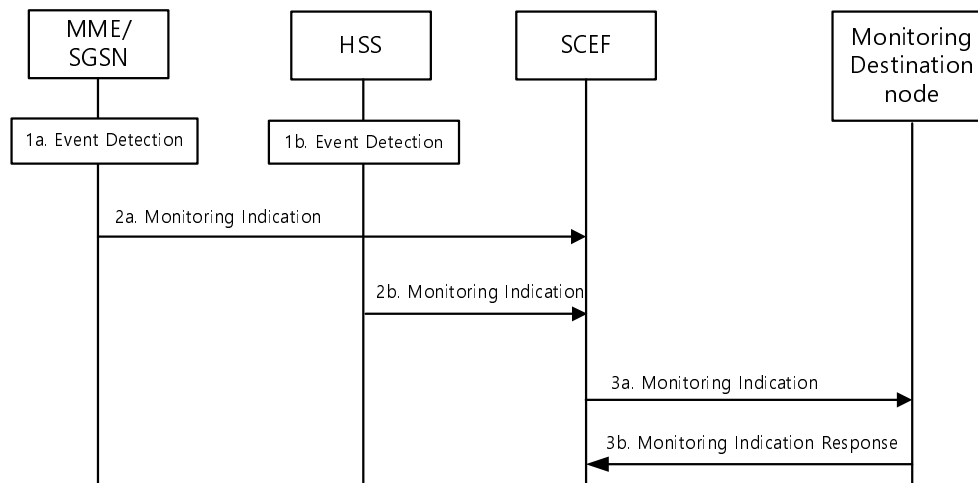 MME/
SGSN
HSS
SCEF
Monitoring
Destination
node
1a. Event Detection
1b. Event Detection
2a. Monitoring Indication
2b. Monitoring Indication
3a. Monitoring Indication
3b. Monitoring Indication Response